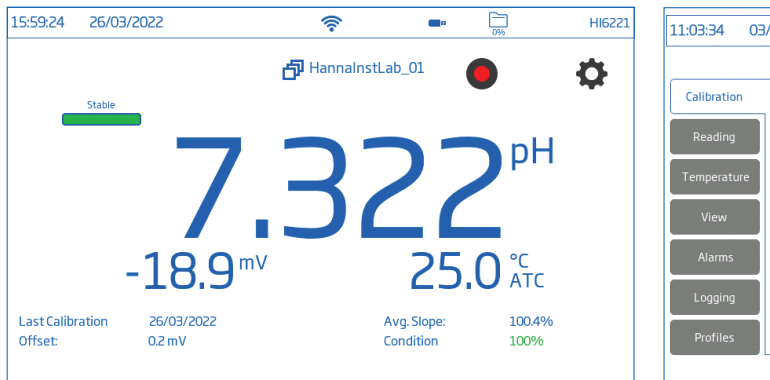 15:59:24 26/03/2022 0% HI6221
HannaInstLab_01
Stable
7.322 pH
-18.9 mV 25.0 °C ATC
Last Calibration 26/03/2022 Avg. Slope: 100.4%
Offset: 0.2 mV Condition 100%
11:03:34 03/
Calibration
Reading
Temperature
View
Alarms
Logging
Profiles